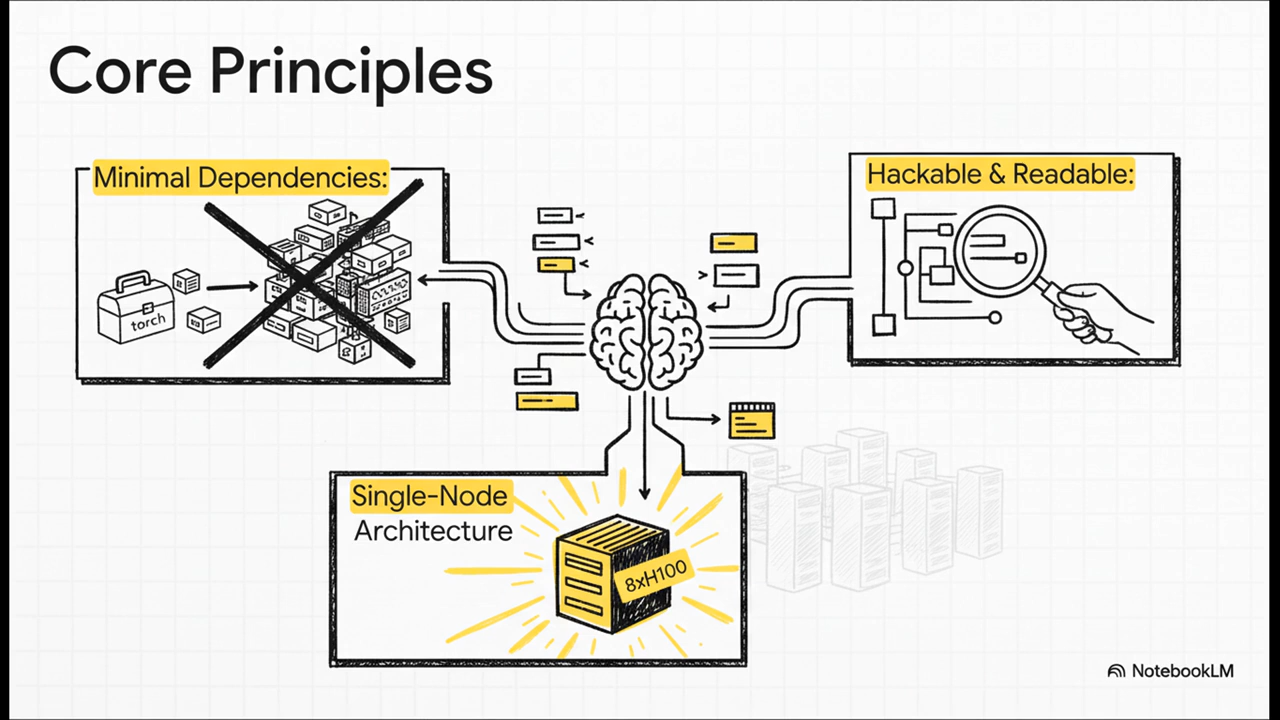 Core Principles
Minimal Dependencies:
torch
Hackable & Readable:
Single-Node
Architecture
8xH100
NotebookLM